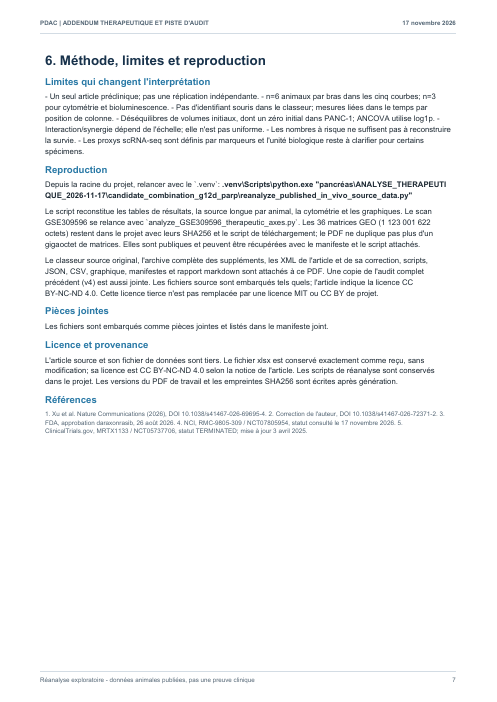 PDAC | ADDENDUM THERAPEUTIQUE ET PISTE D'AUDIT
17 novembre 2026
6. Méthode, limites et reproduction
Limites qui changent l'interprétation
- Un seul article préclinique; pas une réplication indépendante. - n=6 animaux par bras dans les cinq courbes; n=3
pour cytométrie et bioluminescence. - Pas d'identifiant souris dans le classeur; mesures liées dans le temps par
position de colonne. - Déséquilibres de volumes initiaux, dont un zéro initial dans PANC-1; ANCOVA utilise log1p. -
Interaction/synergie dépend de l'échelle; elle n'est pas uniforme. - Les nombres à risque ne suffisent pas à reconstruire
la survie. - Les proxys scRNA-seq sont définis par marqueurs et l'unité biologique reste à clarifier pour certains
spécimens.
Reproduction
Depuis la racine du projet, relancer avec le `.venv`: .venv\Scripts\python.exe "pancréas\ANALYSE_THERAPEUTI
QUE_2026-11-17\candidate_combination_g12d_parp\reanalyze_published_in_vivo_source_data.py"
Le script reconstitue les tables de résultats, la source longue par animal, la cytométrie et les graphiques. Le scan
GSE309596 se relance avec `analyze_GSE309596_therapeutic_axes.py`. Les 36 matrices GEO (1 123 001 622
octets) restent dans le projet avec leurs SHA256 et le script de téléchargement; le PDF ne duplique pas plus d'un
gigaoctet de matrices. Elles sont publiques et peuvent être récupérées avec le manifeste et le script attachés.
Le classeur source original, l'archive complète des suppléments, les XML de l'article et de sa correction, scripts,
JSON, CSV, graphique, manifestes et rapport markdown sont attachés à ce PDF. Une copie de l'audit complet
précédent (v4) est aussi jointe. Les fichiers source sont embarqués tels quels; l'article indique la licence CC
BY-NC-ND 4.0. Cette licence tierce n'est pas remplacée par une licence MIT ou CC BY de projet.
Pièces jointes
Les fichiers sont embarqués comme pièces jointes et listés dans le manifeste joint.
Licence et provenance
L'article source et son fichier de données sont tiers. Le fichier xlsx est conservé exactement comme reçu, sans
modification; sa licence est CC BY-NC-ND 4.0 selon la notice de l'article. Les scripts de réanalyse sont conservés
dans le projet. Les versions du PDF de travail et les empreintes SHA256 sont écrites après génération.
Références
1. Xu et al. Nature Communications (2026), DOI 10.1038/s41467-026-69695-4. 2. Correction de l'auteur, DOI 10.1038/s41467-026-72371-2. 3.
FDA, approbation daraxonrasib, 26 août 2026. 4. NCI, RMC-9805-309 / NCT07805954, statut consulté le 17 novembre 2026. 5.
ClinicalTrials.gov. MRTX1133 / NCT05737706, statut TERMINATED; mise à jour 3 avril 2025.
Réanalyse exploratoire - données animales publiées, pas une preuve clinique
7